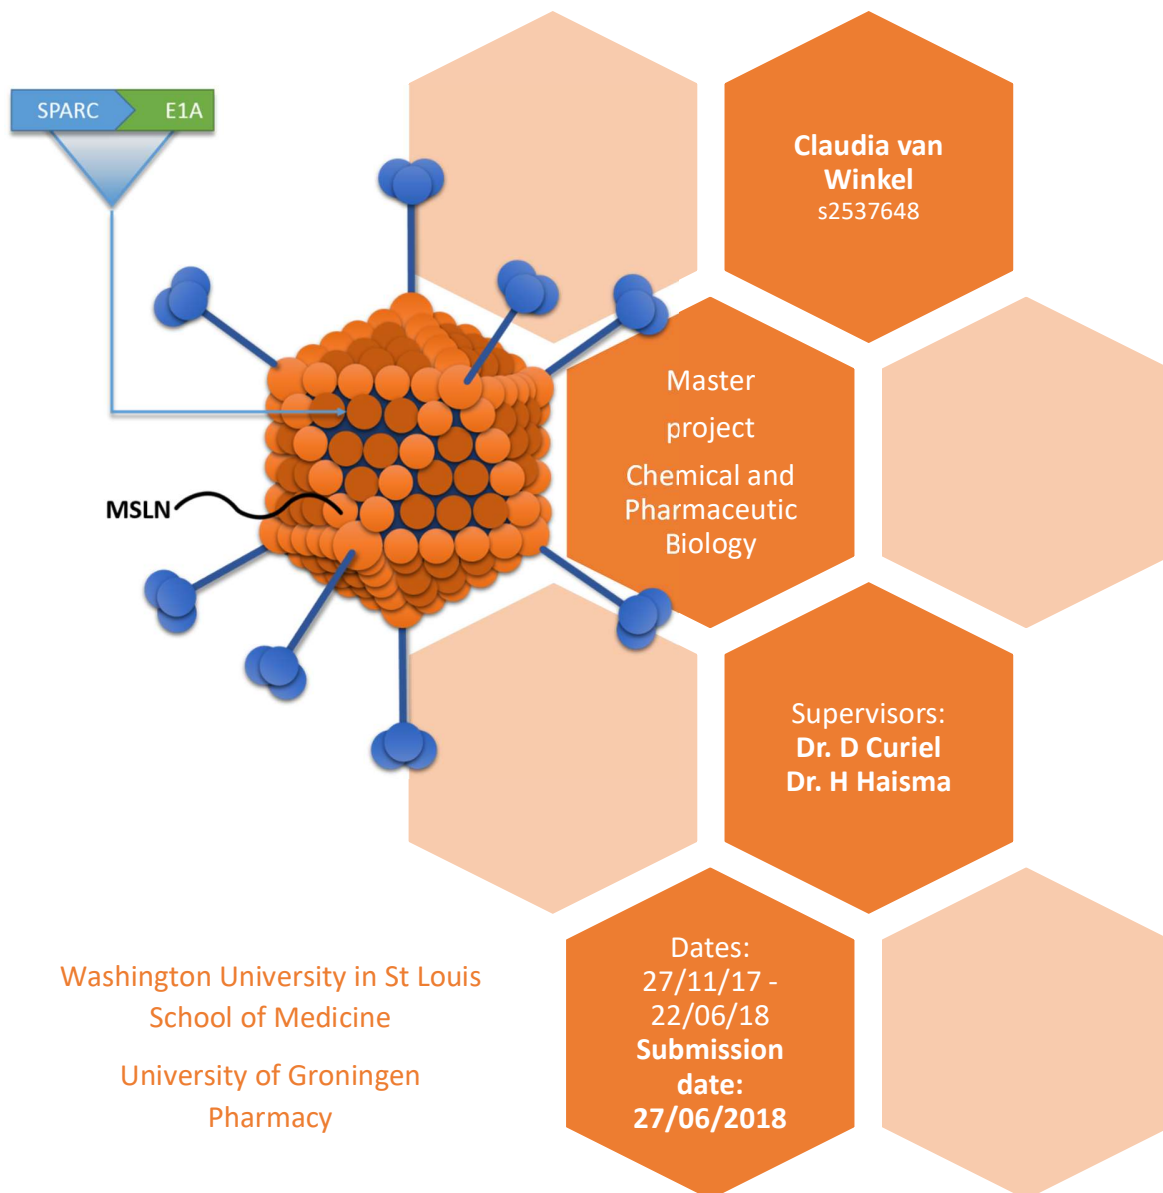 SPARC E1A
Claudia van
Winkel
s2537648
Master
project
Chemical and
Pharmaceutic
Biology
MSLN
Supervisors:
Dr. D Curiel
Dr. H Haisma
Dates:
27/11/17 -
22/06/18
Submission
date:
27/06/2018
Washington University in St Louis
School of Medicine
University of Groningen
Pharmacy